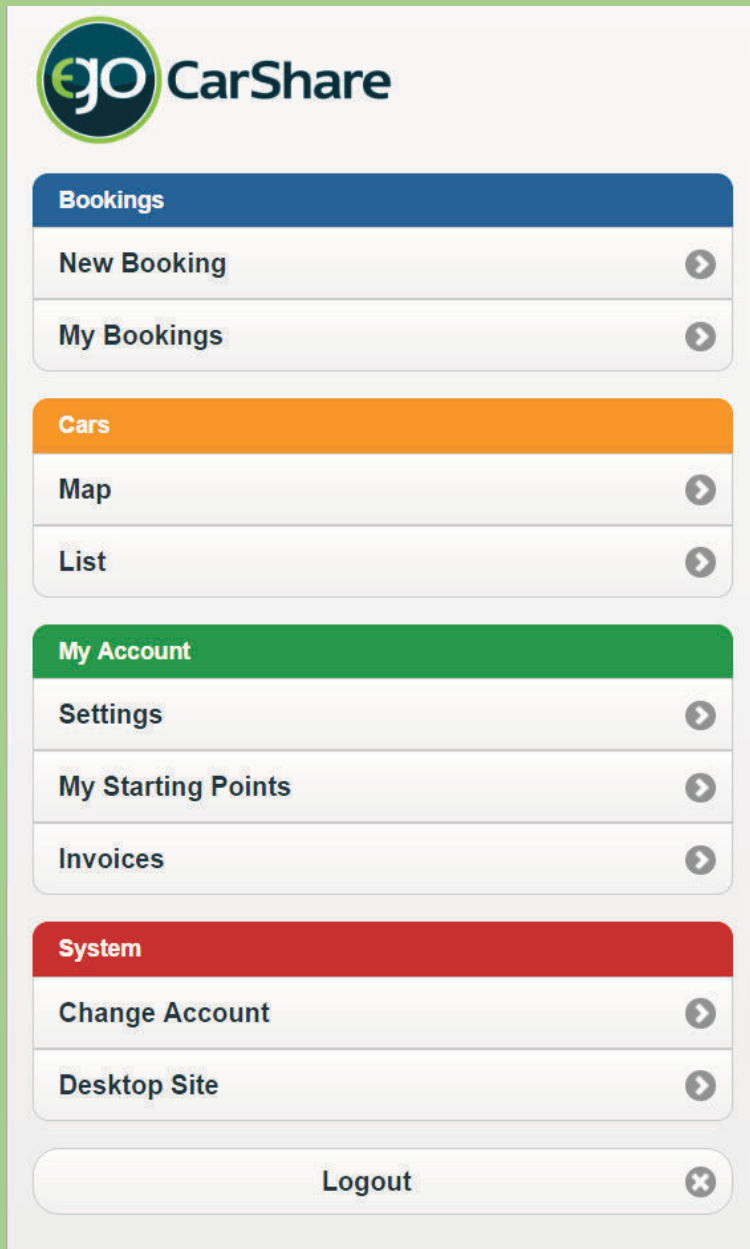 eGO CarShare
Bookings
New Booking
My Bookings
Cars
Map
List
My Account
Settings
My Starting Points
Invoices
System
Change Account
Desktop Site
Logout